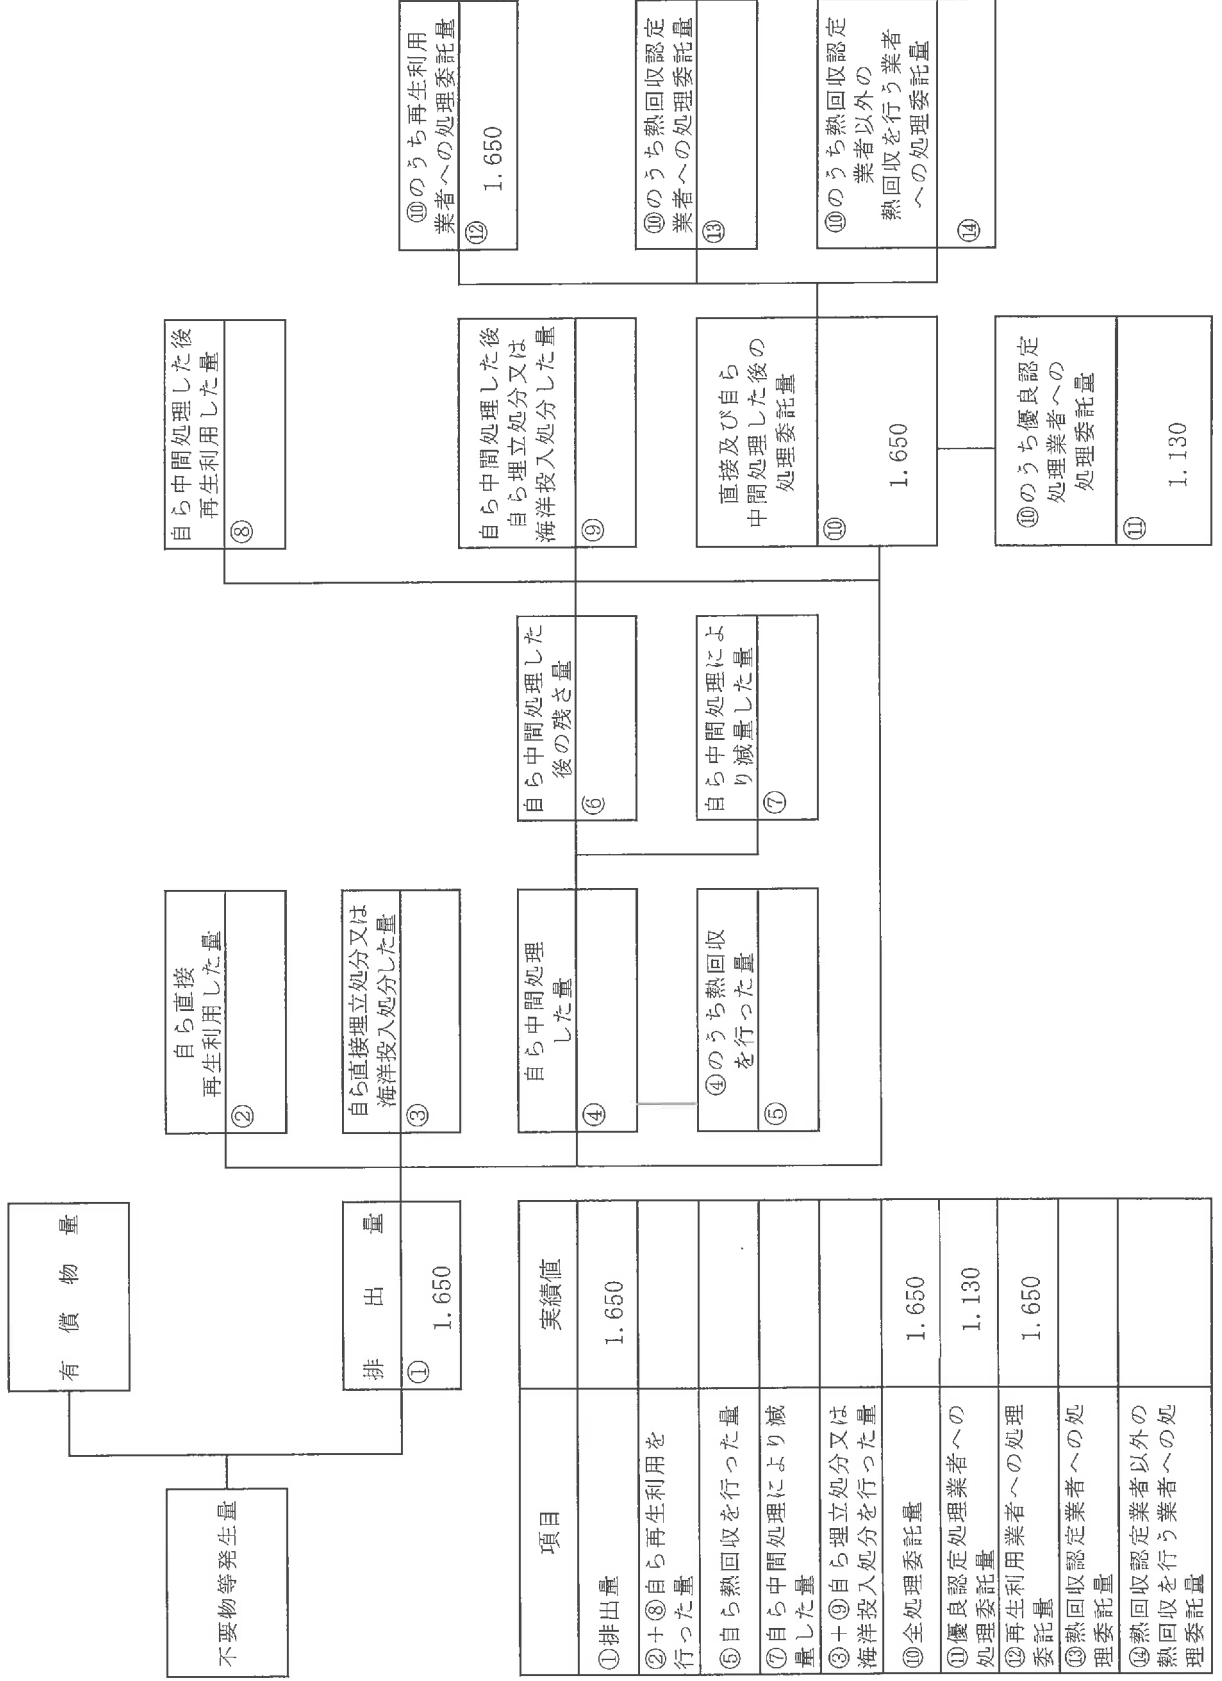 不要物等発生量
有償物量
排出量
①
1.650
自ら直接
再生利用した量
②
自ら直接埋立処分又は
海洋投入処分した量
③
自ら中間処理
した量
④
④のうち熱回収
を行った量
⑤
自ら中間処理した
後の残さ量
⑥
自ら中間処理によ
り減量した量
⑦
自ら中間処理した後
再生利用した量
⑧
自ら中間処理した後
自ら埋立処分又は
海洋投入処分した量
⑨
直接及び自ら
中間処理した後の
処理委託量
⑩
1.650
⑩のうち優良認定
処理業者への
処理委託量
⑪
1.130
⑩のうち再生利用
業者への処理委託量
⑫
1.650
⑩のうち熱回収認定
業者への処理委託量
⑬
⑩のうち熱回収認定
業者以外の
熱回収を行う業者
への処理委託量
⑭
項目 実績値
①排出量 1.650
②+⑧自ら再生利用を
行った量
⑤自ら熱回収を行った量
⑦自ら中間処理により減
量した量
③+⑨自ら埋立処分又は
海洋投入処分を行った量
⑩全処理委託量 1.650
⑪優良認定処理業者への
処理委託量 1.130
⑫再生利用業者への処理
委託量 1.650
⑬熱回収認定業者への処
理委託量
⑭熱回収認定業者以外の
熱回収を行う業者への処
理委託量